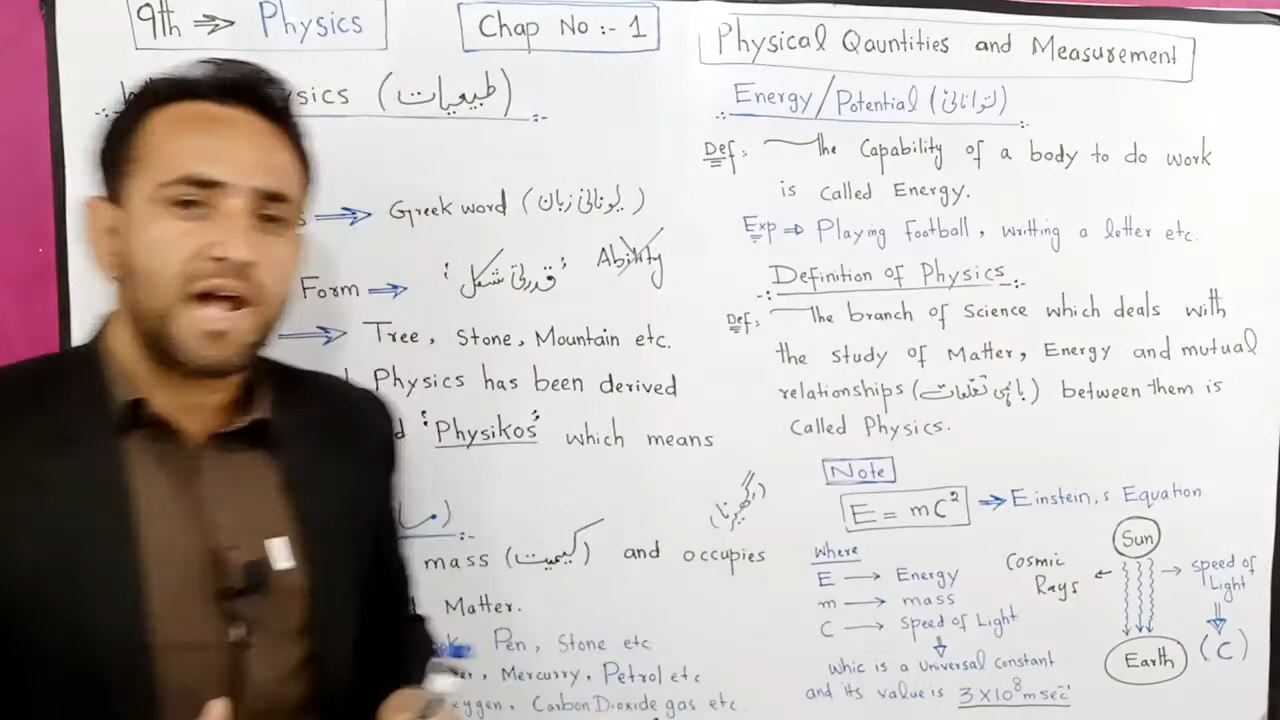 9th ⇒ Physics
Chap No :- 1
Physical Qauntities and Measurement
(طبیعیات)
⇒ Greek word (یونانی زبان)
Form ⇒ 'قدرتی شکل' Ability
⇒ Tree, Stone, Mountain etc.
Physics has been derived
'Physikos' which means
mass (کیمیت) and occupies
(گھیرنا)
Matter.
Pen, Stone etc
Mercurry, Petrol etc
Carbon Dioxide gas etc
Energy/Potential (توانائی)
Def: The Capability of a body to do work
is called Energy.
Exp ⇒ Playing Football, writting a letter etc.
Definition of Physics
Def: The branch of Science which deals with
the study of Matter, Energy and mutual
relationships (باہمی تعلقات) between them is
called Physics.
Note
E = mC² ⇒ Einstein,s Equation
Where
E → Energy
m → mass
C → Speed of Light
whic is a universal constant
and its value is 3×10⁸ msec⁻¹
Sun
Cosmic Rays ←
→ Speed of Light
(C)
Earth